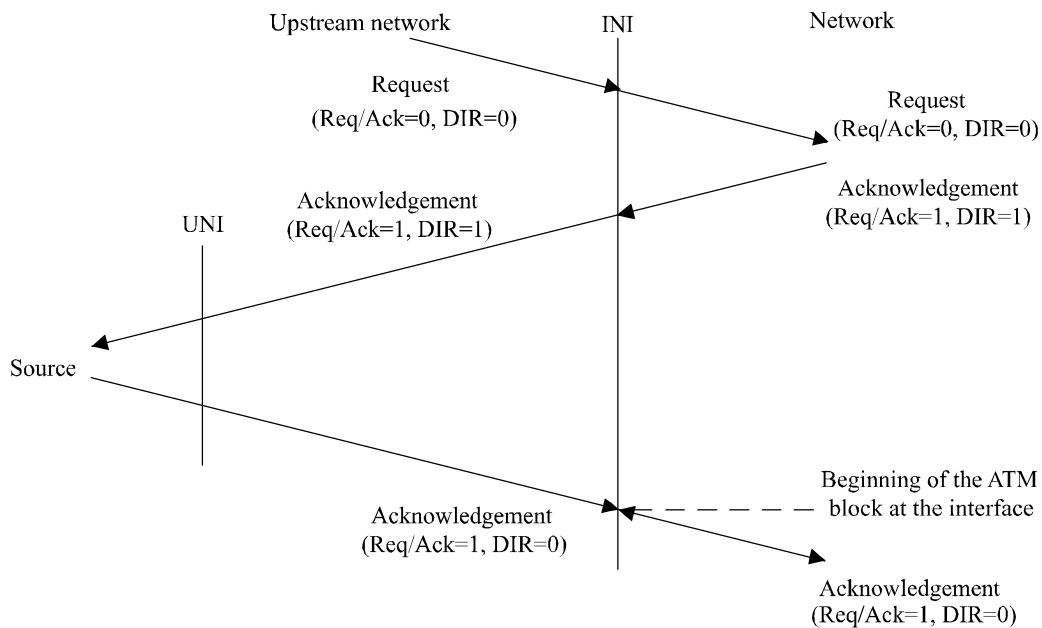 Upstream network
INI
Network
Request
(Req/Ack=0, DIR=0)
Request
(Req/Ack=0, DIR=0)
Acknowledgement
(Req/Ack=1, DIR=1)
Acknowledgement
(Req/Ack=1, DIR=1)
UNI
Source
Beginning of the ATM
block at the interface
Acknowledgement
(Req/Ack=1, DIR=0)
Acknowledgement
(Req/Ack=1, DIR=0)